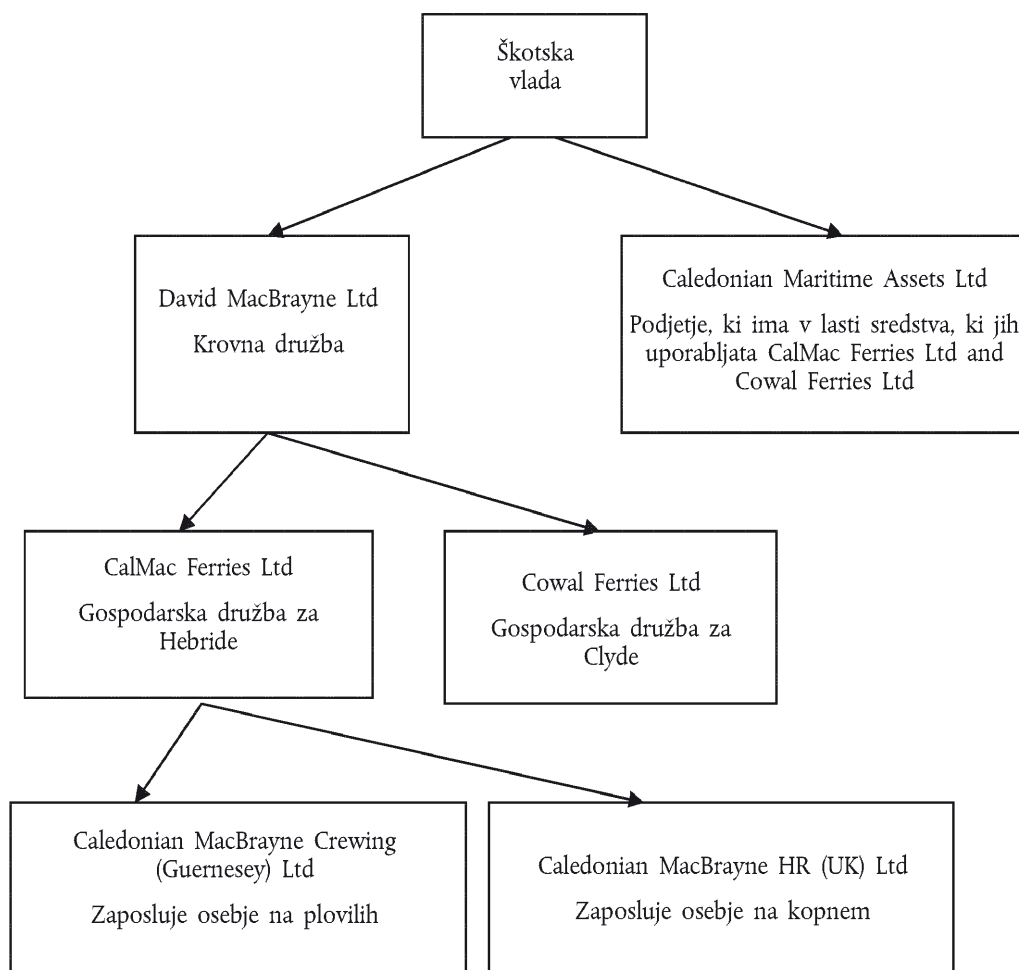 Škotska
vlada
David MacBrayne Ltd
Krovna družba
Caledonian Maritime Assets Ltd
Podjetje, ki ima v lasti sredstva, ki jih
uporabljata CalMac Ferries Ltd and
Cowal Ferries Ltd
CalMac Ferries Ltd
Gospodarska družba za
Hebride
Cowal Ferries Ltd
Gospodarska družba za
Clyde
Caledonian MacBrayne Crewing
(Guernesey) Ltd
Zaposluje osebje na plovilih
Caledonian MacBrayne HR (UK) Ltd
Zaposluje osebje na kopnem